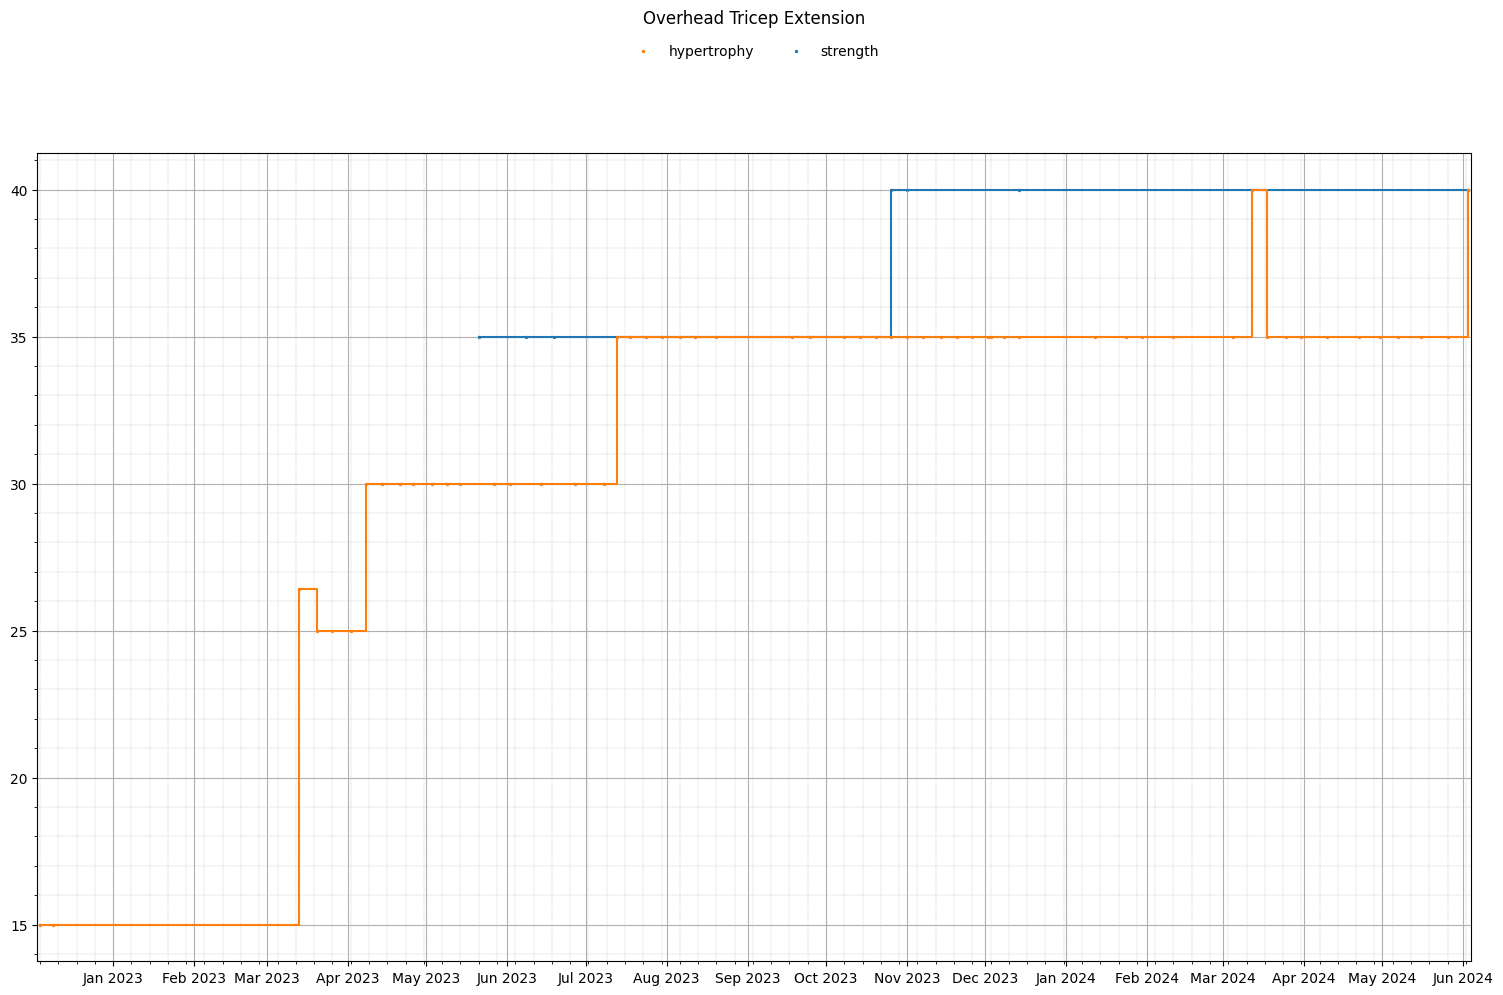 Overhead Tricep Extension
hypertrophy strength
40
35
30
25
20
15
Jan 2023 Feb 2023 Mar 2023 Apr 2023 May 2023 Jun 2023 Jul 2023 Aug 2023 Sep 2023 Oct 2023 Nov 2023 Dec 2023 Jan 2024 Feb 2024 Mar 2024 Apr 2024 May 2024 Jun 2024